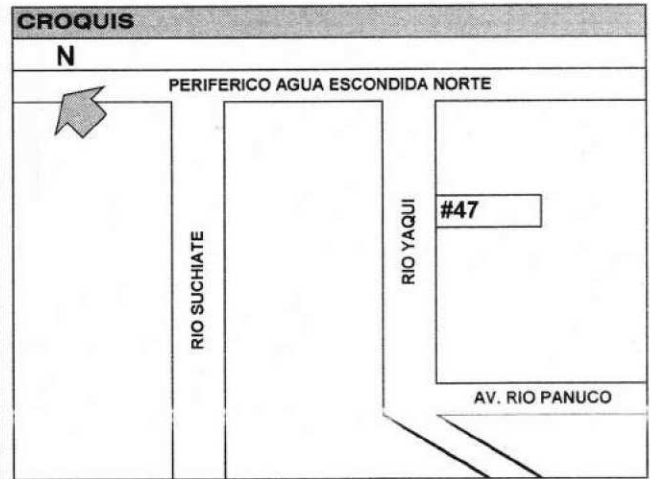 CROQUIS
N
PERIFERICO AGUA ESCONDIDA NORTE
RIO SUCHIATE
RIO YAQUI
#47
AV. RIO PANUCO